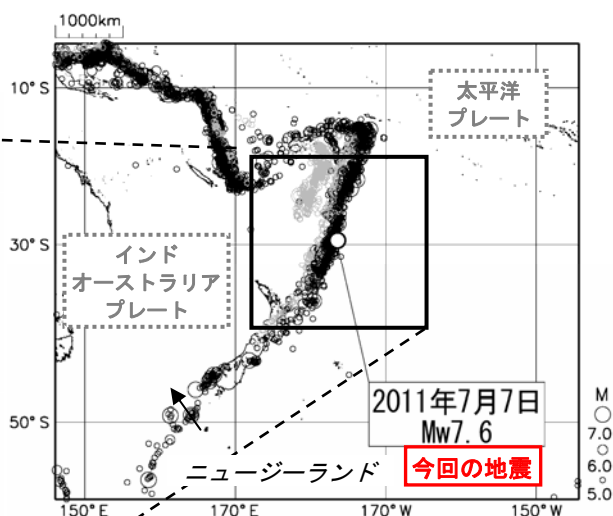 1000km
10°S
太平洋
プレート
30°S
インド
オーストラリア
プレート
50°S
2011年7月7日
Mw7.6
今回の地震
ニュージーランド
M
7.0
6.0
5.0
150°E
170°E
170°W
150°W